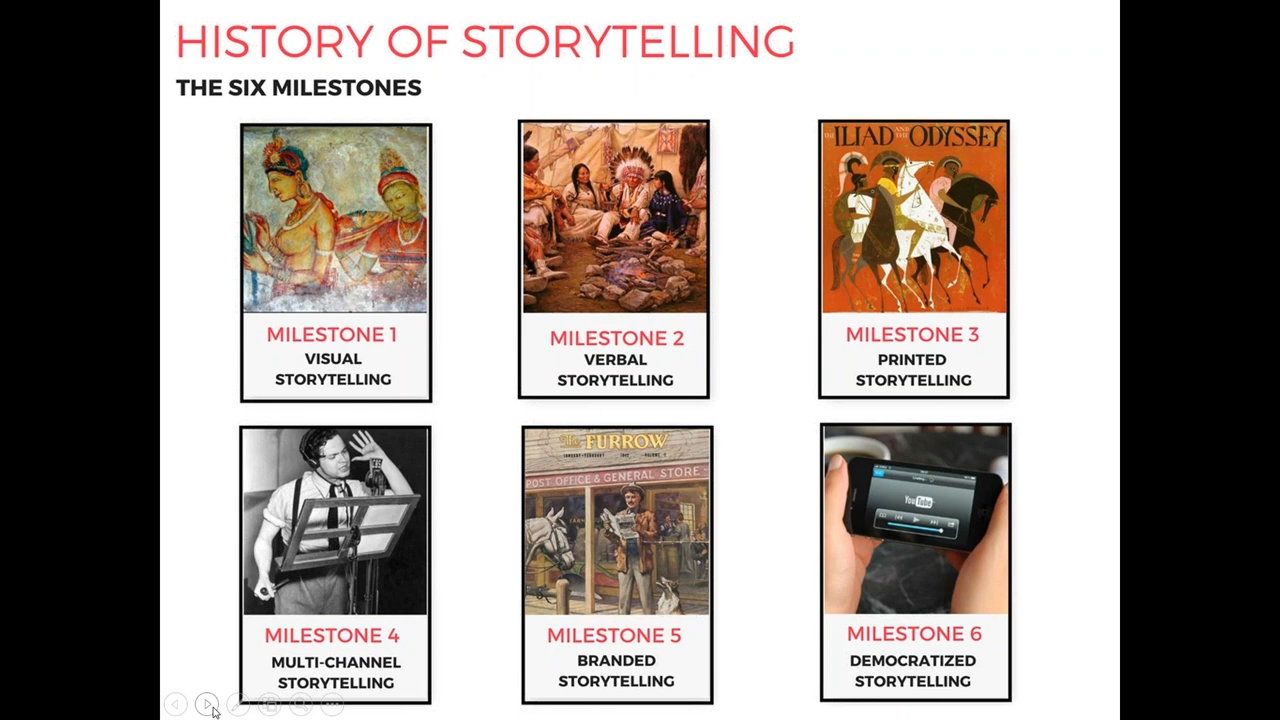 HISTORY OF STORYTELLING
THE SIX MILESTONES
THE ILIAD AND THE ODYSSEY
MILESTONE 1
VISUAL
STORYTELLING
MILESTONE 2
VERBAL
STORYTELLING
MILESTONE 3
PRINTED
STORYTELLING
The FURROW
POST OFFICE & GENERAL STORE
YouTube
MILESTONE 4
MULTI-CHANNEL
STORYTELLING
MILESTONE 5
BRANDED
STORYTELLING
MILESTONE 6
DEMOCRATIZED
STORYTELLING